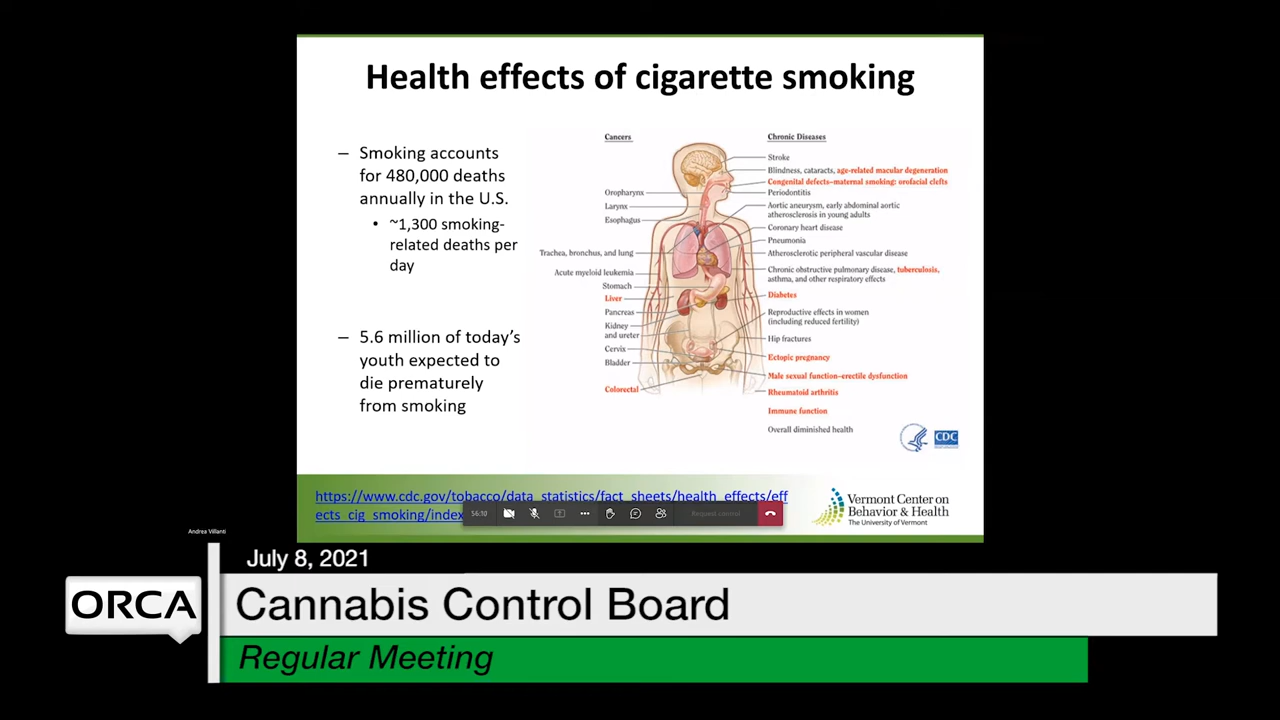 Health effects of cigarette smoking
– Smoking accounts
for 480,000 deaths
annually in the U.S.
• ~1,300 smoking-
related deaths per
day
– 5.6 million of today's
youth expected to
die prematurely
from smoking
Cancers
Oropharynx
Larynx
Esophagus
Trachea, bronchus, and lung
Acute myeloid leukemia
Stomach
Liver
Pancreas
Kidney
and ureter
Cervix
Bladder
Colorectal
Chronic Diseases
Stroke
Blindness, cataracts, age-related macular degeneration
Congenital defects–maternal smoking: orofacial clefts
Periodontitis
Aortic aneurysm, early abdominal aortic
atherosclerosis in young adults
Coronary heart disease
Pneumonia
Atherosclerotic peripheral vascular disease
Chronic obstructive pulmonary disease, tuberculosis,
asthma, and other respiratory effects
Diabetes
Reproductive effects in women
(including reduced fertility)
Hip fractures
Ectopic pregnancy
Male sexual function–erectile dysfunction
Rheumatoid arthritis
Immune function
Overall diminished health
CDC
https://www.cdc.gov/tobacco/data_statistics/fact_sheets/health_effects/eff
ects_cig_smoking/index
56:10
Request control
Vermont Center on
Behavior & Health
The University of Vermont
Andrea Villanti
July 8, 2021
ORCA
Cannabis Control Board
Regular Meeting